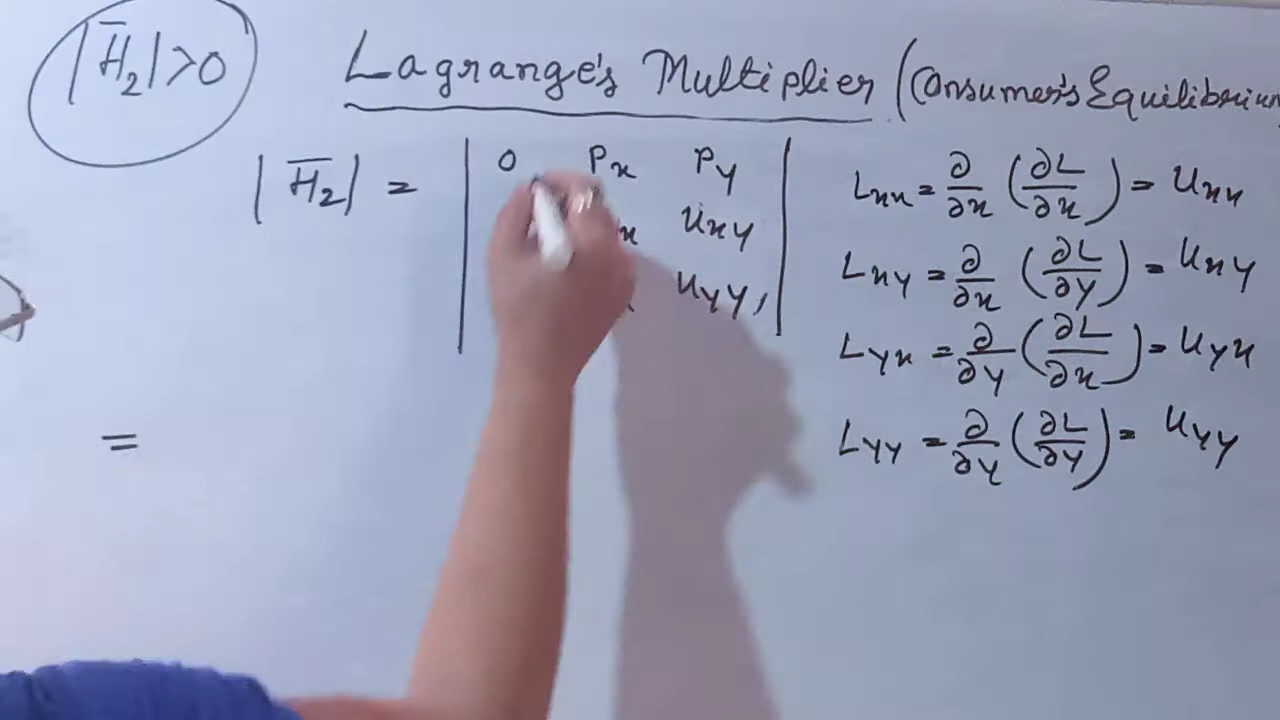 |H̅₂|>0
Lagrange's Multiplier (Consumer's Equilibrium
|H̅₂| =
0 Px Py
x Uxy
Uyy,
Lxx = ∂/∂x (∂L/∂x) = Uxx
Lxy = ∂/∂x (∂L/∂y) = Uxy
Lyx = ∂/∂y (∂L/∂x) = Uyx
Lyy = ∂/∂y (∂L/∂y) = Uyy
=